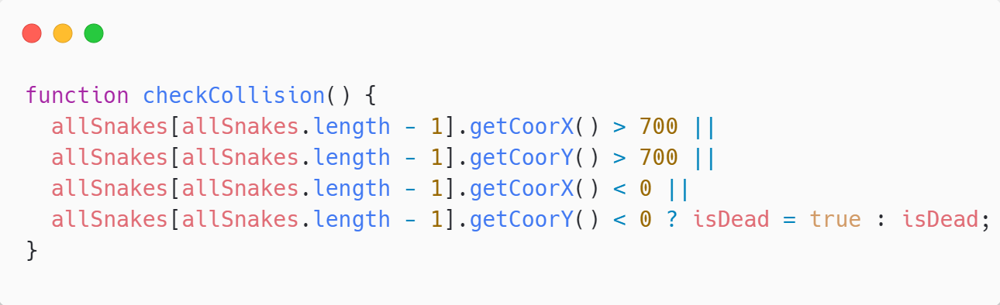 function checkCollision() {
  allSnakes[allSnakes.length - 1].getCoorX() > 700 ||
  allSnakes[allSnakes.length - 1].getCoorY() > 700 ||
  allSnakes[allSnakes.length - 1].getCoorX() < 0 ||
  allSnakes[allSnakes.length - 1].getCoorY() < 0 ? isDead = true : isDead;
}